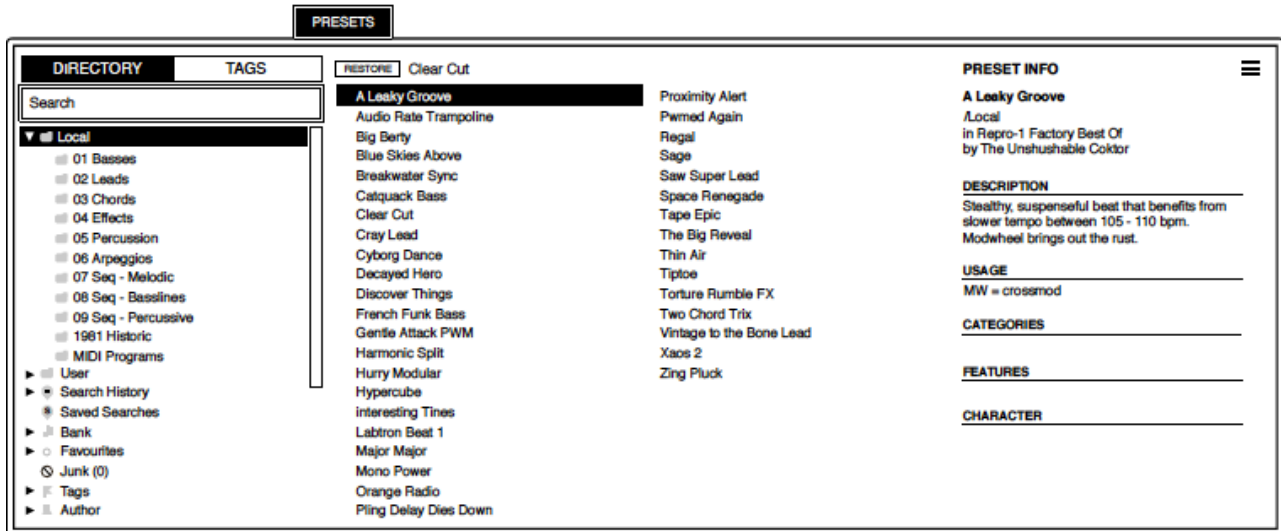 PRESETS
DIRECTORY TAGS
Search
Local
01 Basses
02 Leads
03 Chords
04 Effects
05 Percussion
06 Arpeggios
07 Seq - Melodic
08 Seq - Basslines
09 Seq - Percussive
1981 Historic
MIDI Programs
User
Search History
Saved Searches
Bank
Favourites
Junk (0)
Tags
Author
RESTORE Clear Cut
A Leaky Groove
Audio Rate Trampoline
Big Berty
Blue Skies Above
Breakwater Sync
Catquack Bass
Clear Cut
Cray Lead
Cyborg Dance
Decayed Hero
Discover Things
French Funk Bass
Gentle Attack PWM
Harmonic Split
Hurry Modular
Hypercube
interesting Tines
Labtron Beat 1
Major Major
Mono Power
Orange Radio
Pling Delay Dies Down
Proximity Alert
Pwmed Again
Regal
Sage
Saw Super Lead
Space Renegade
Tape Epic
The Big Reveal
Thin Air
Tiptoe
Torture Rumble FX
Two Chord Trix
Vintage to the Bone Lead
Xaos 2
Zing Pluck
PRESET INFO
A Leaky Groove
/Local
in Repro-1 Factory Best Of
by The Unshushable Coktor
DESCRIPTION
Stealthy, suspenseful beat that benefits from
slower tempo between 105 - 110 bpm.
Modwheel brings out the rust.
USAGE
MW = crossmod
CATEGORIES
FEATURES
CHARACTER